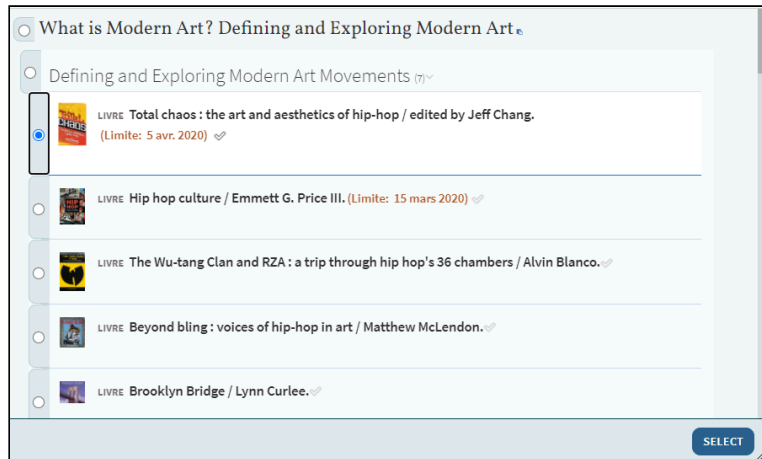 What is Modern Art? Defining and Exploring Modern Art
Defining and Exploring Modern Art Movements (7)
LIVRE Total chaos : the art and aesthetics of hip-hop / edited by Jeff Chang.
(Limite: 5 avr. 2020)
LIVRE Hip hop culture / Emmett G. Price III. (Limite: 15 mars 2020)
LIVRE The Wu-tang Clan and RZA : a trip through hip hop's 36 chambers / Alvin Blanco.
LIVRE Beyond bling : voices of hip-hop in art / Matthew McLendon.
LIVRE Brooklyn Bridge / Lynn Curlee.
SELECT